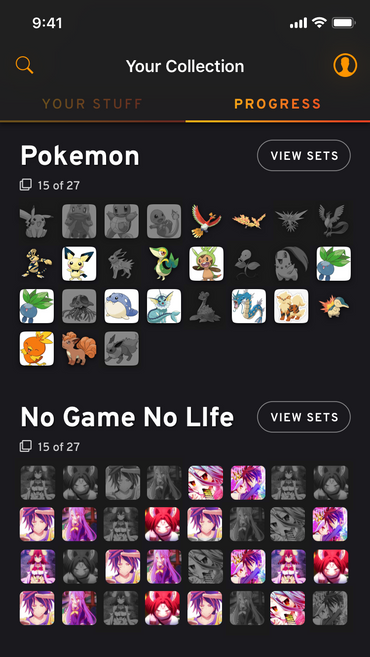 9:41
Your Collection
YOUR STUFF
PROGRESS
Pokemon
VIEW SETS
15 of 27
No Game No LIfe
VIEW SETS
15 of 27